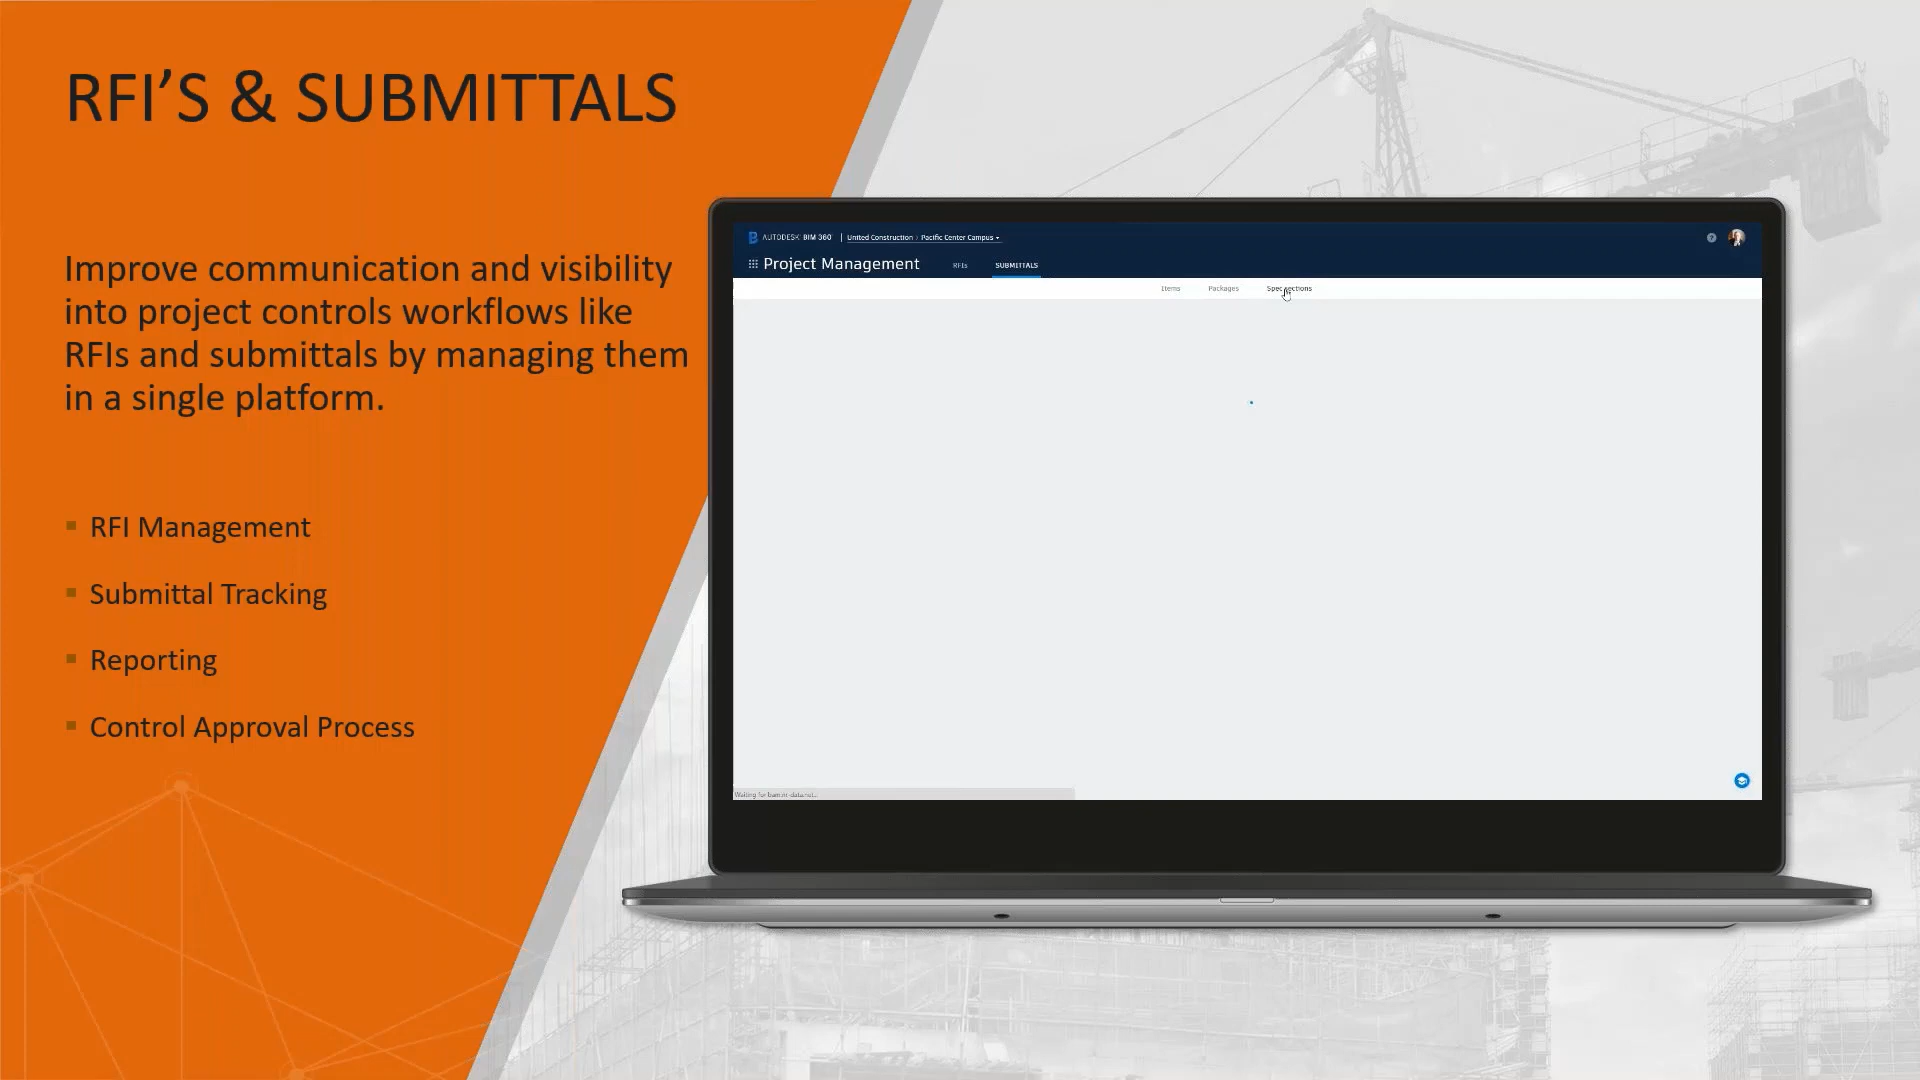 RFI’S & SUBMITTALS
Improve communication and visibility
into project controls workflows like
RFIs and submittals by managing them
in a single platform.
RFI Management
Submittal Tracking
Reporting
Control Approval Process
AUTODESK BIM 360 United Construction › Pacific Center Campus
Project Management RFIs SUBMITTALS
Items Packages Spec sections
Waiting for